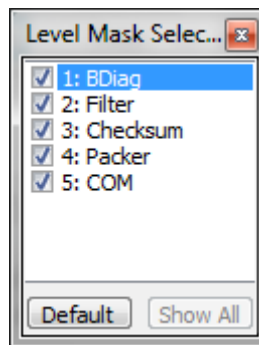 Level Mask Selec...
1: BDiag
2: Filter
3: Checksum
4: Packer
5: COM
Default Show All